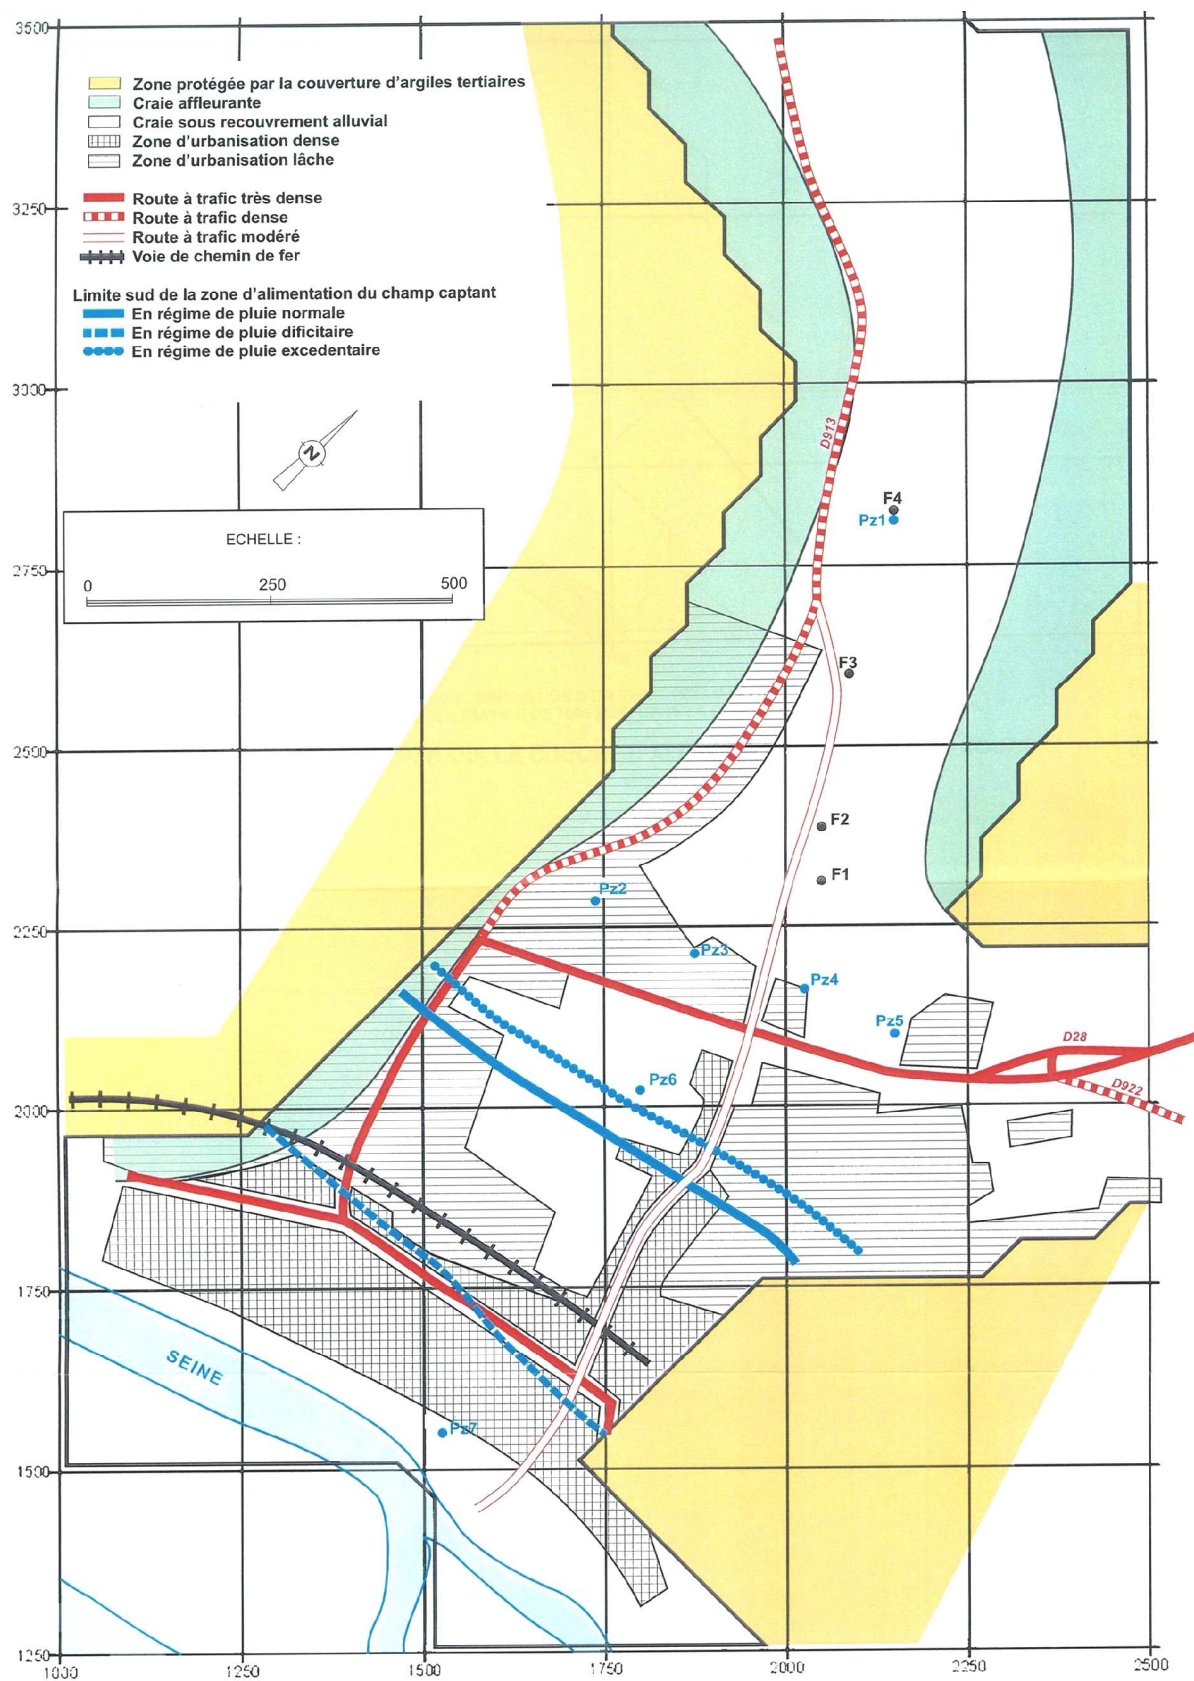 3500
Zone protégée par la couverture d'argiles tertiaires
Craie affleurante
Craie sous recouvrement alluvial
Zone d'urbanisation dense
Zone d'urbanisation lâche
Route à trafic très dense
3250
Route à trafic dense
Route à trafic modéré
Voie de chemin de fer
Limite sud de la zone d'alimentation du champ captant
En régime de pluie normale
En régime de pluie dificitaire
En régime de pluie excedentaire
3000
D913
N
F4
Pz1
ECHELLE :
2750
0 250 500
F3
2500
F2
F1
Pz2
2250
Pz3
Pz4
Pz5
D28
Pz6
D922
2000
1750
SEINE
Pz7
1500
1250
1000 1250 1500 1750 2000 2250 2500